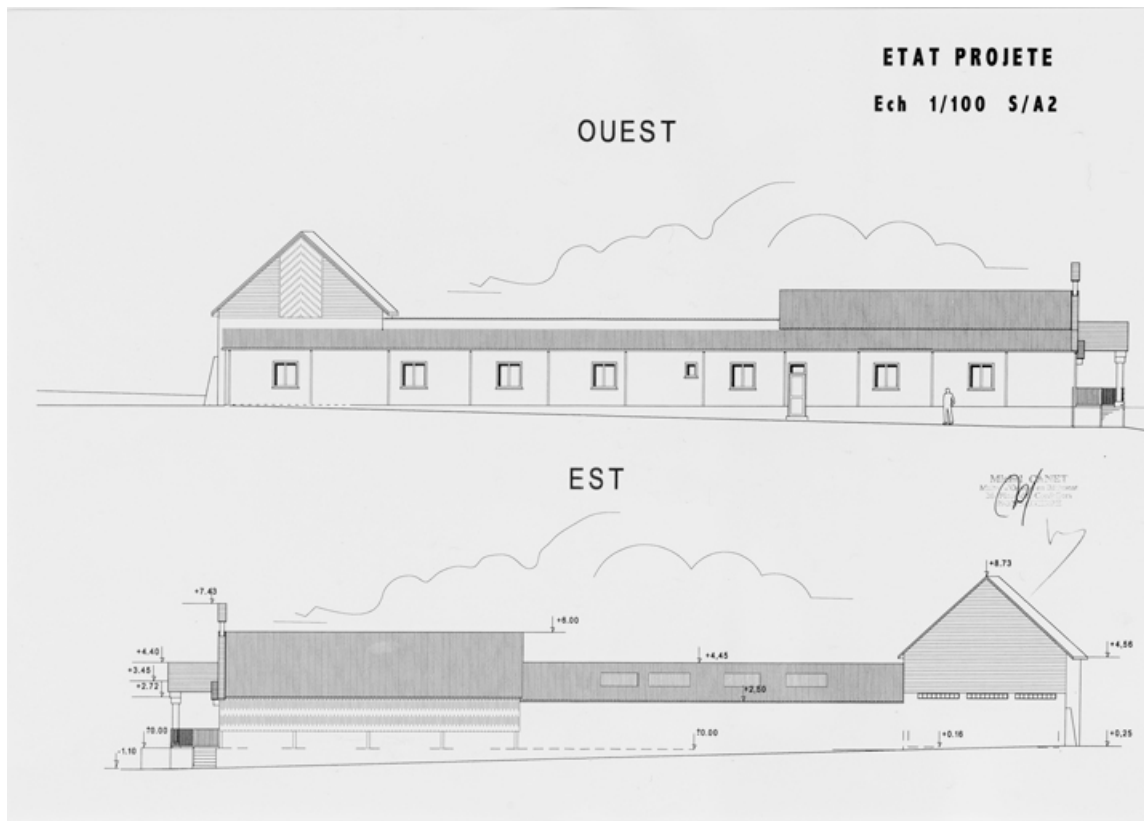 ETAT PROJETE
Ech 1/100 S/A2
OUEST
EST
CANET
+8.73
+7.43
+6.00
+4.40
+4,45
+4,56
+3.45
+2.72
+2,50
±0.00
±0.00
+0.16
+0,25
-1.10